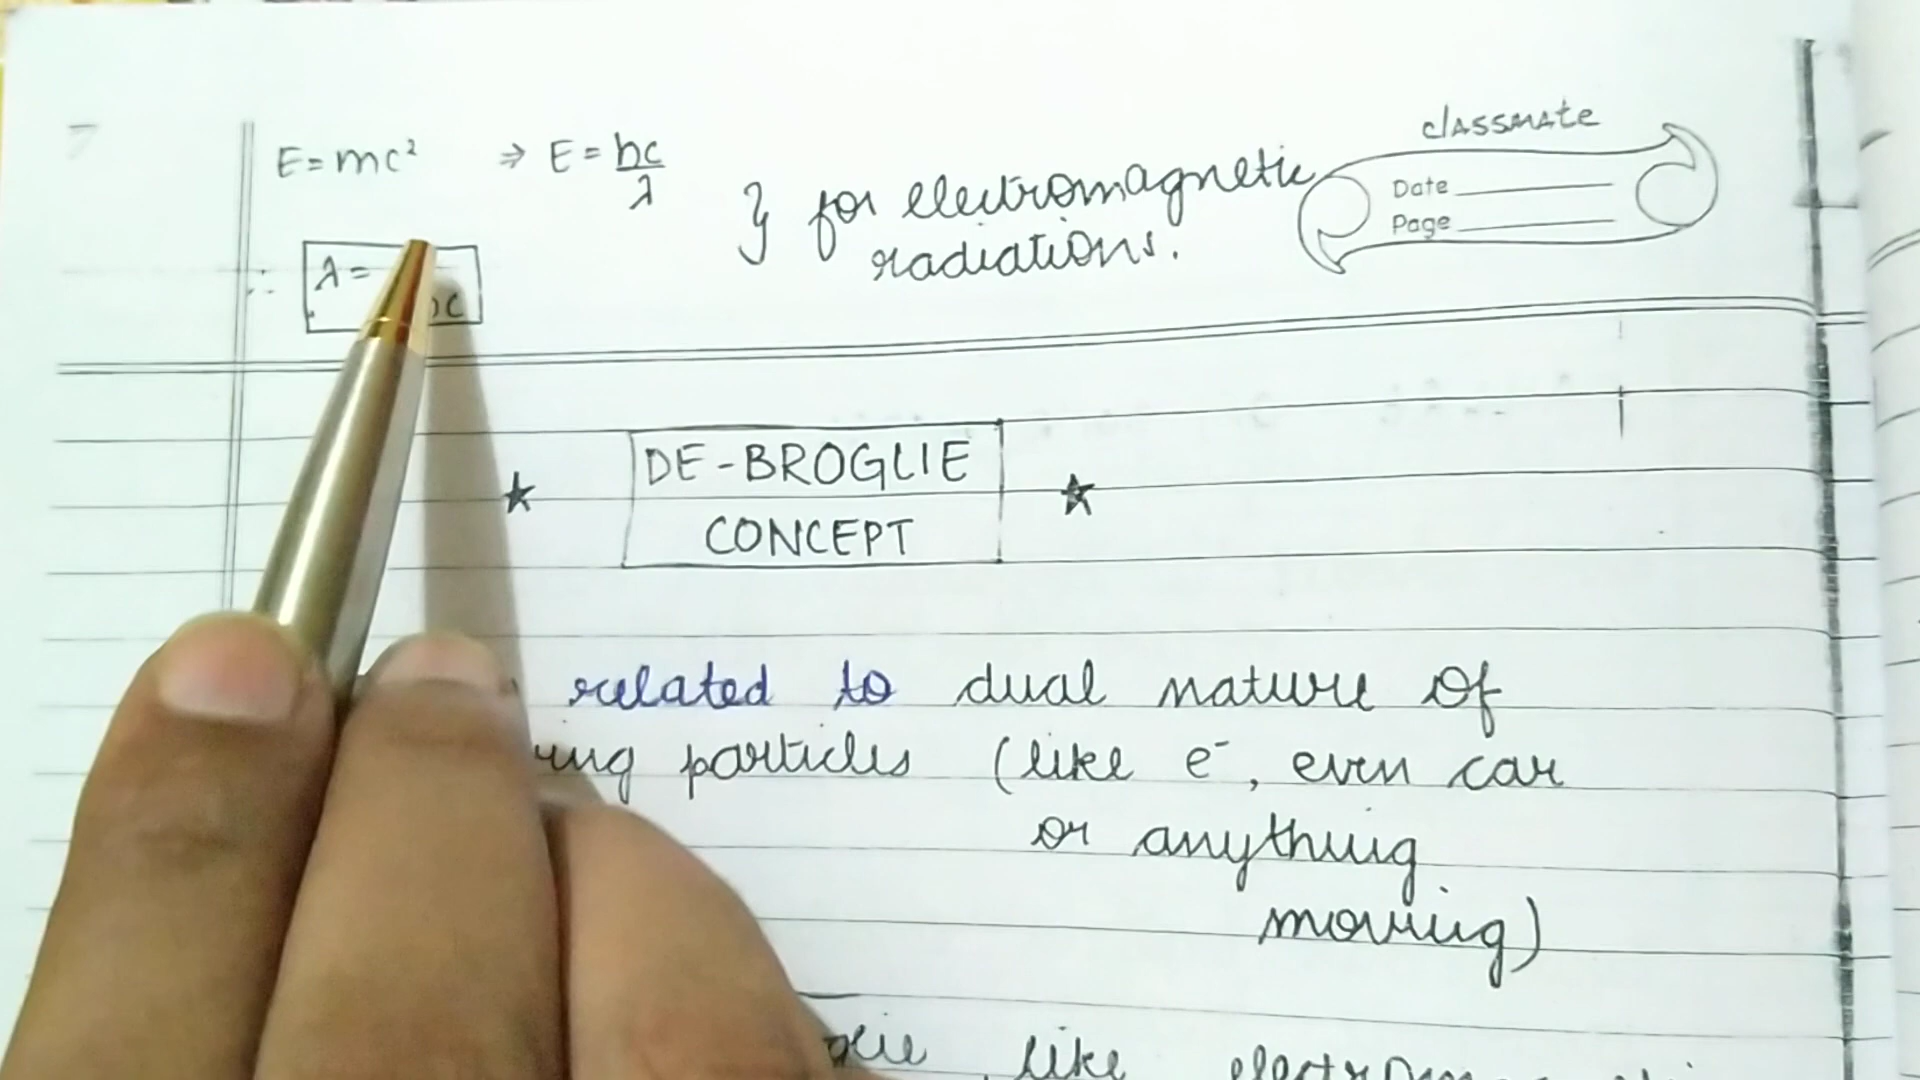 classmate
E = mc² ⇒ E = hc/λ } for electromagnetic
radiations.
Date
Page
∴ λ =
DE-BROGLIE
CONCEPT
related to dual nature of
particles (like e⁻, even car
or anything
moving)
like